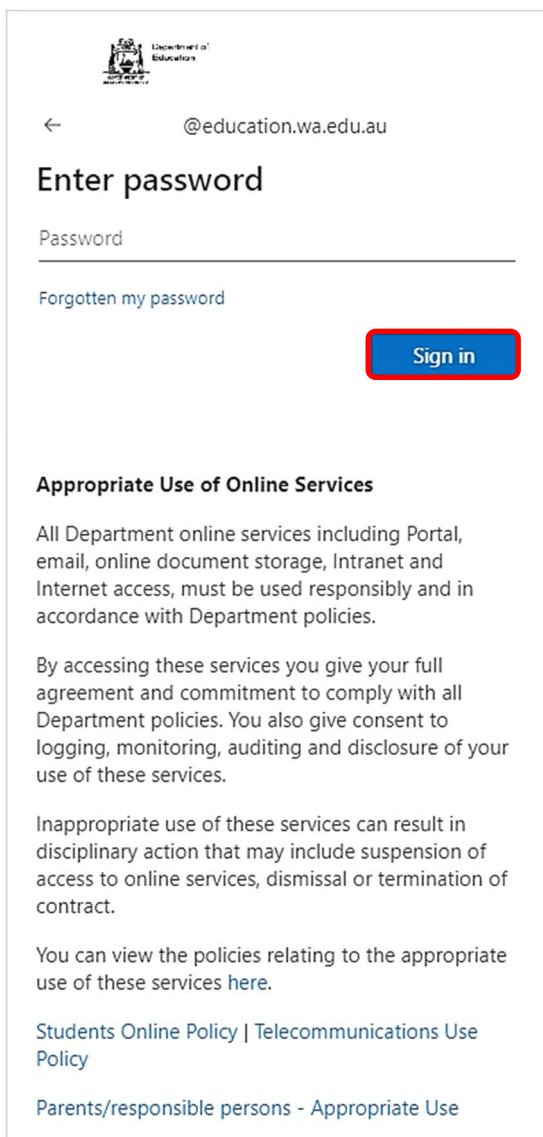 Department of
Education
← @education.wa.edu.au
Enter password
Password
Forgotten my password
Sign in
Appropriate Use of Online Services
All Department online services including Portal,
email, online document storage, Intranet and
Internet access, must be used responsibly and in
accordance with Department policies.
By accessing these services you give your full
agreement and commitment to comply with all
Department policies. You also give consent to
logging, monitoring, auditing and disclosure of your
use of these services.
Inappropriate use of these services can result in
disciplinary action that may include suspension of
access to online services, dismissal or termination of
contract.
You can view the policies relating to the appropriate
use of these services here.
Students Online Policy | Telecommunications Use
Policy
Parents/responsible persons - Appropriate Use